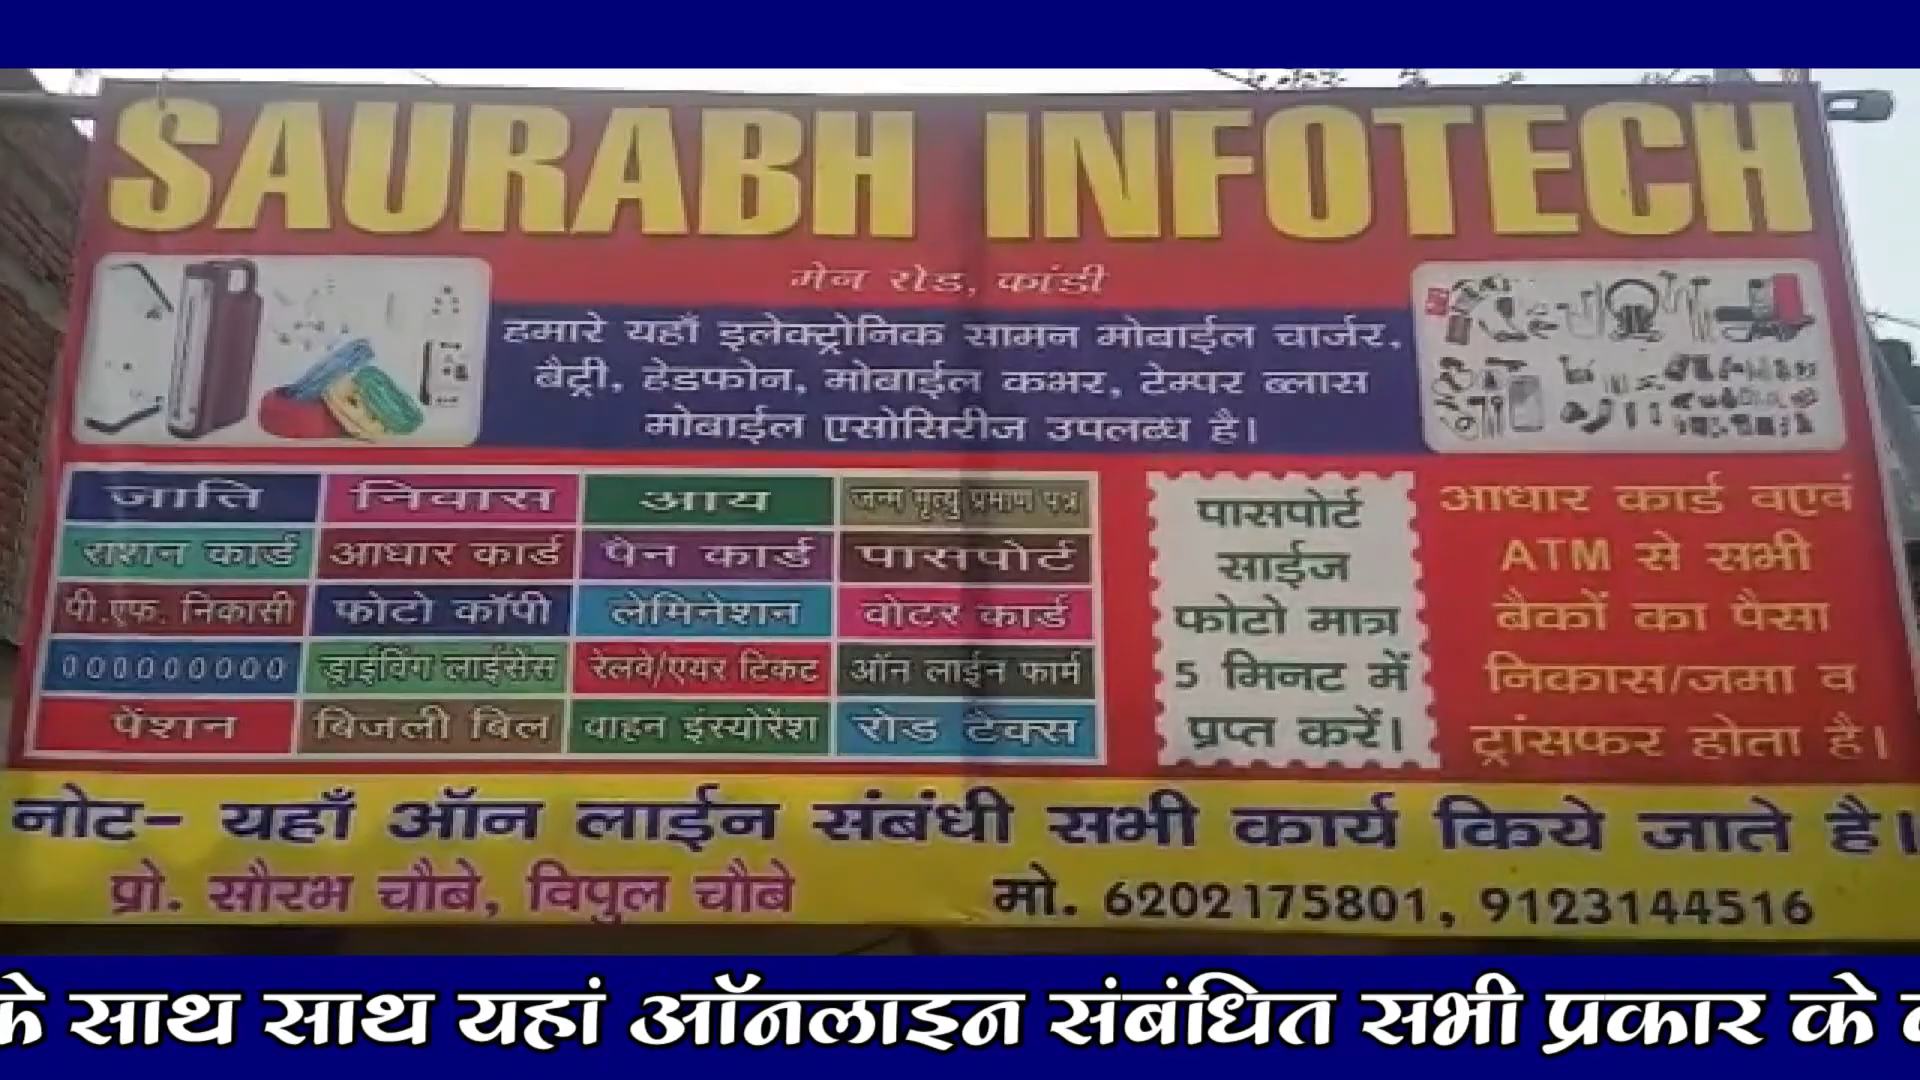 SAURABH INFOTECH
मेन रोड, कांडी
हमारे यहाँ इलेक्ट्रोनिक सामन मोबाईल चार्जर,
बैट्री, हेडफोन, मोबाईल कभर, टेम्पर ब्लास
मोबाईल एसोसिरीज उपलब्ध है।
जाति निवास आय जन्म मृत्यु प्रमाण पत्र
राशन कार्ड आधार कार्ड पैन कार्ड पासपोर्ट
पी.एफ. निकासी फोटो कॉपी लेमिनेशन वोटर कार्ड
000000000 ड्राईविंग लाईसेंस रेलवे/एयर टिकट ऑन लाईन फार्म
पेंशन बिजली बिल वाहन इंस्योरेंश रोड टेक्स
पासपोर्ट
साईज
फोटो मात्र
5 मिनट में
प्रप्त करें।
आधार कार्ड वएवं
ATM से सभी
बैकों का पैसा
निकास/जमा व
ट्रांसफर होता है।
नोट- यहाँ ऑन लाईन संबंधी सभी कार्य किये जाते है।
प्रो. सौरभ चौबे, विपुल चौबे
मो. 6202175801, 9123144516
के साथ साथ यहां ऑनलाइन संबंधित सभी प्रकार के